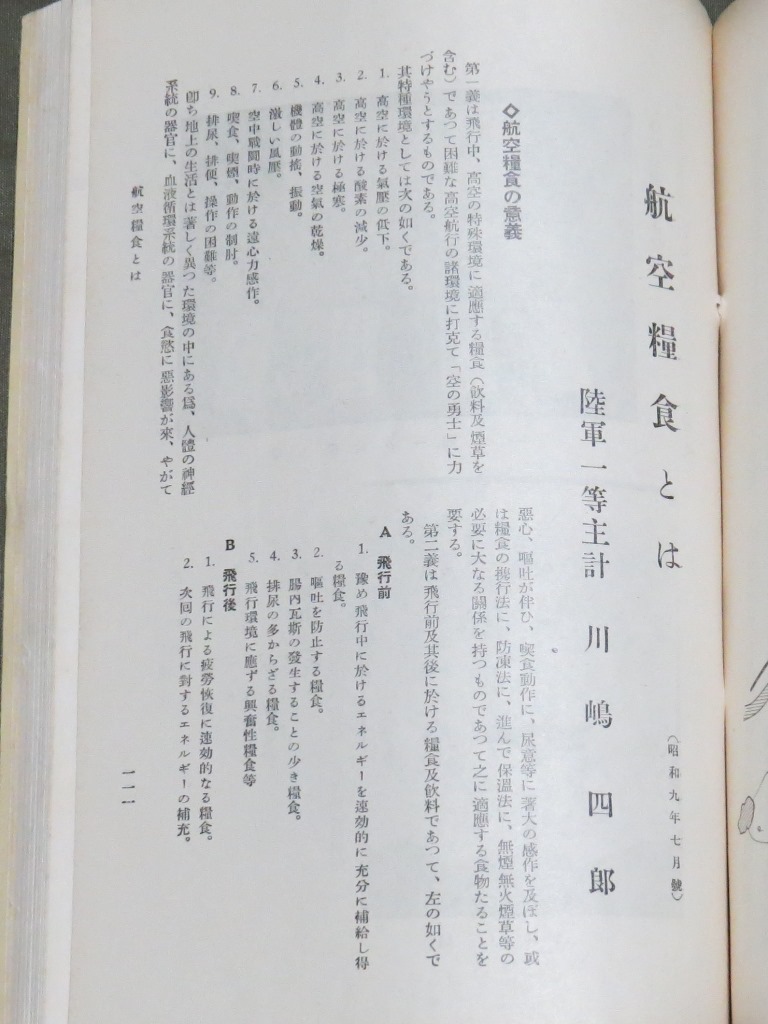 航空糧食とは
（昭和九年七月號）
陸軍一等主計　川嶋四郎
◇航空糧食の意義
第一義は飛行中、高空の特殊環境に適應する糧食（飮料及煙草を
含む）であつて困難な高空航行の諸環境に打克て「空の勇士」に力
づけやうとするものである。
其特種環境としては次の如くである。
1.　高空に於ける氣壓の低下。
2.　高空に於ける酸素の減少。
3.　高空に於ける極寒。
4.　高空に於ける空氣の乾燥。
5.　機體の動搖、振動。
6.　激しい風壓。
7.　空中戰鬪時に於ける遠心力感作。
8.　喫食、喫煙、動作の制肘。
9.　排尿、排便、操作の困難等。
卽ち地上の生活とは著しく異つた環境の中にある爲、人體の神經
系統の器官に、血液循環系統の器官に、食慾に惡影響が來、やがて
惡心、嘔吐が伴ひ、喫食動作に、尿意等に著大の感作を及ぼし、或
は糧食の携行法に、防凍法に、進んで保溫法に、無煙無火煙草等の
必要に大なる關係を持つものであつて之に適應する食物たることを
要する。
第二義は飛行前及其後に於ける糧食及飮料であつて、左の如くで
ある。
A　飛行前
1.　豫め飛行中に於けるエネルギーを速効的に充分に補給し得
る糧食。
2.　嘔吐を防止する糧食。
3.　腸內瓦斯の發生することの少き糧食。
4.　排尿の多からざる糧食。
5.　飛行環境に應ずる興奮性糧食等
B　飛行後
1.　飛行による疲勞恢復に速効的なる糧食。
2.　次回の飛行に對するエネルギーの補充。
航空糧食とは
一一一